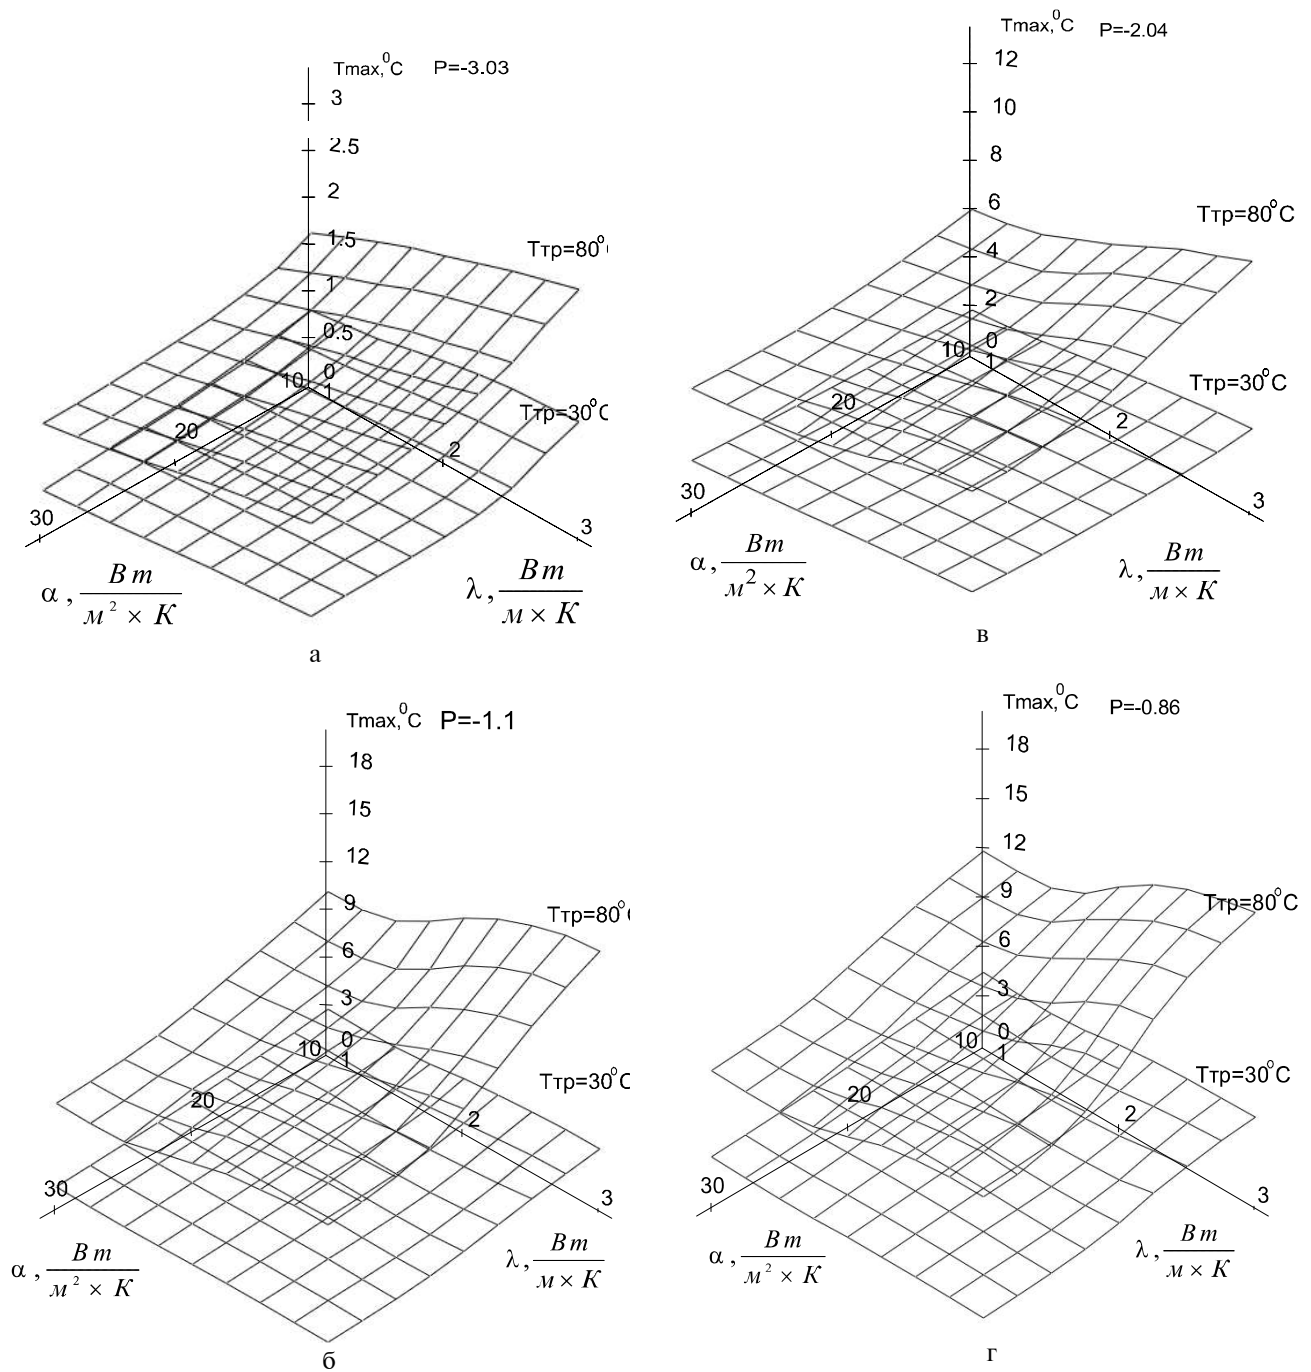 Tmax,⁰C P=-3.03
3
2.5
2
1.5
Tтр=80⁰
1
0.5
0
10
1
Tтр=30⁰C
20
2
30
3
α, Вт/м² × К
λ, Вт/м × К
а
Tmax,⁰C P=-2.04
12
10
8
6
Tтр=80⁰C
4
2
0
10
1
Tтр=30⁰C
20
2
30
3
α, Вт/м² × К
λ, Вт/м × К
в
Tmax,⁰C P=-1.1
18
15
12
9
Tтр=80⁰
6
3
0
10
1
Tтр=30⁰C
20
2
30
3
α, Вт/м² × К
λ, Вт/м × К
б
Tmax,⁰C P=-0.86
18
15
12
9
Tтр=80⁰C
6
3
0
10
1
Tтр=30⁰C
20
2
30
3
α, Вт/м² × К
λ, Вт/м × К
г